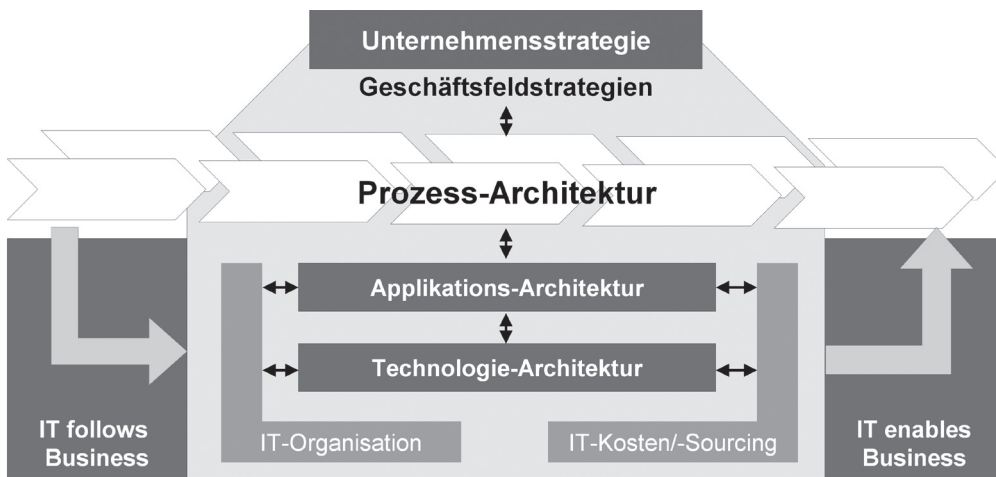 Unternehmensstrategie
Geschäftsfeldstrategien
Prozess-Architektur
Applikations-Architektur
Technologie-Architektur
IT follows
Business
IT-Organisation
IT-Kosten/-Sourcing
IT enables
Business